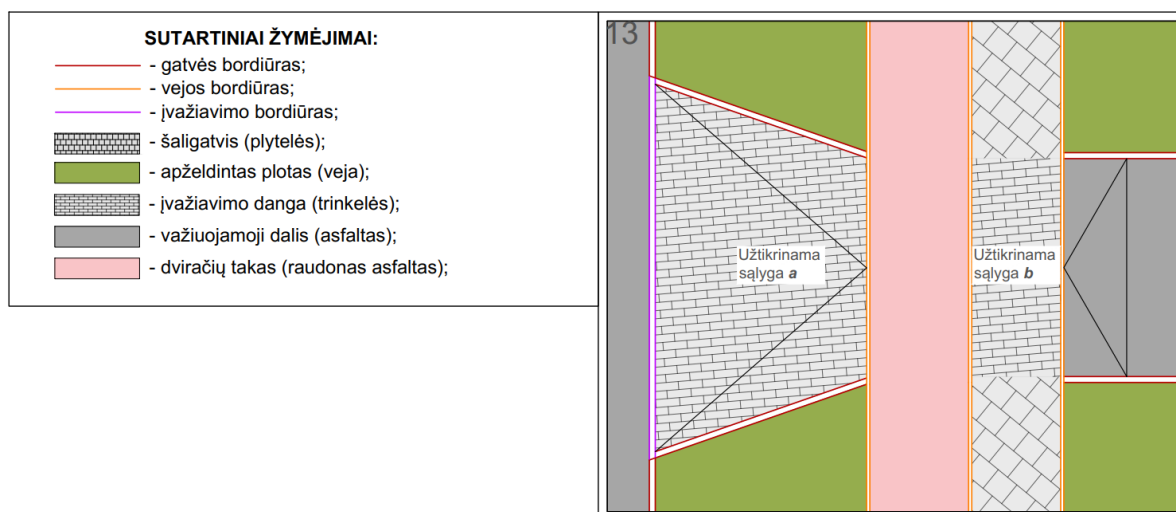 SUTARTINIAI ŽYMĖJIMAI:
- gatvės bordiūras;
- vejos bordiūras;
- įvažiavimo bordiūras;
- šaligatvis (plytelės);
- apželdintas plotas (veja);
- įvažiavimo danga (trinkelės);
- važiuojamoji dalis (asfaltas);
- dviračių takas (raudonas asfaltas);
13
Užtikrinama
sąlyga a
Užtikrinama
sąlyga b